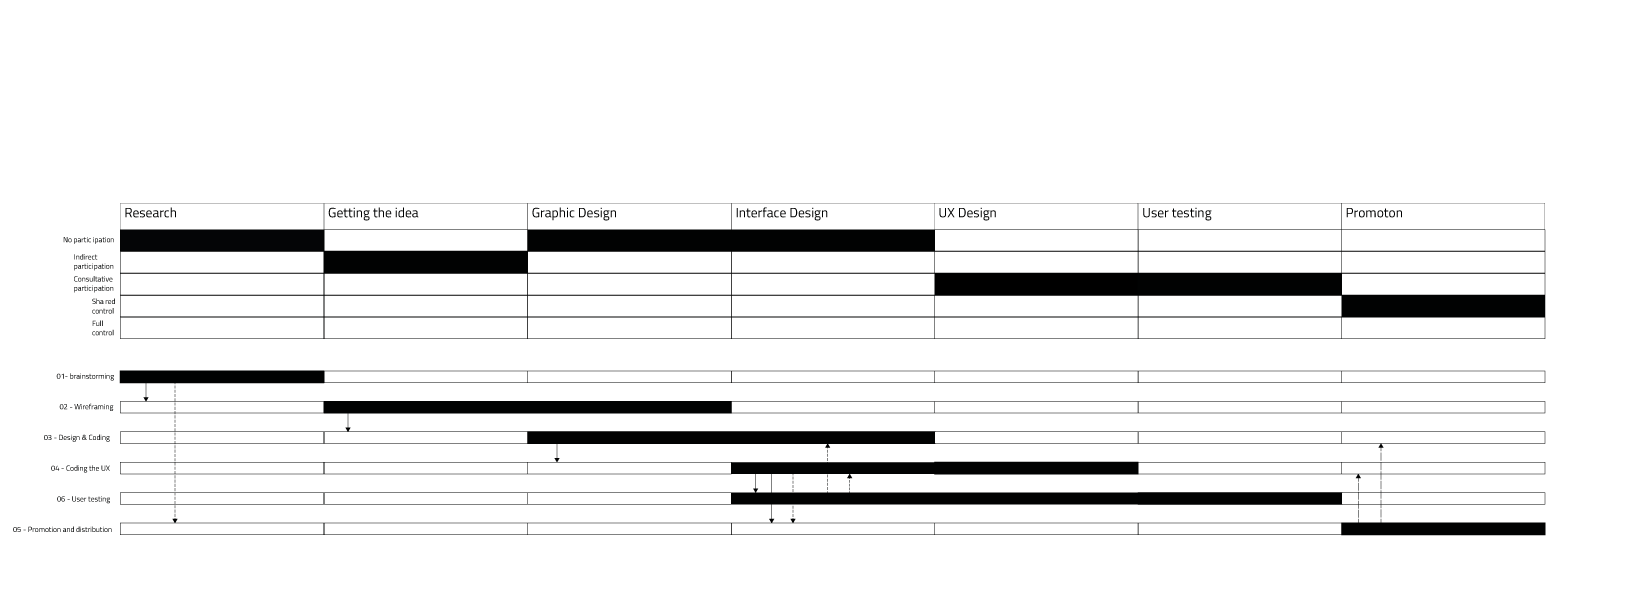 Research Getting the idea Graphic Design Interface Design UX Design User testing Promoton
No participation
Indirect
participation
Consultative
participation
Sha red
control
Full
control
01- brainstorming
02 - Wireframing
03 - Design & Coding
04 - Coding the UX
06 - User testing
05 - Promotion and distribution